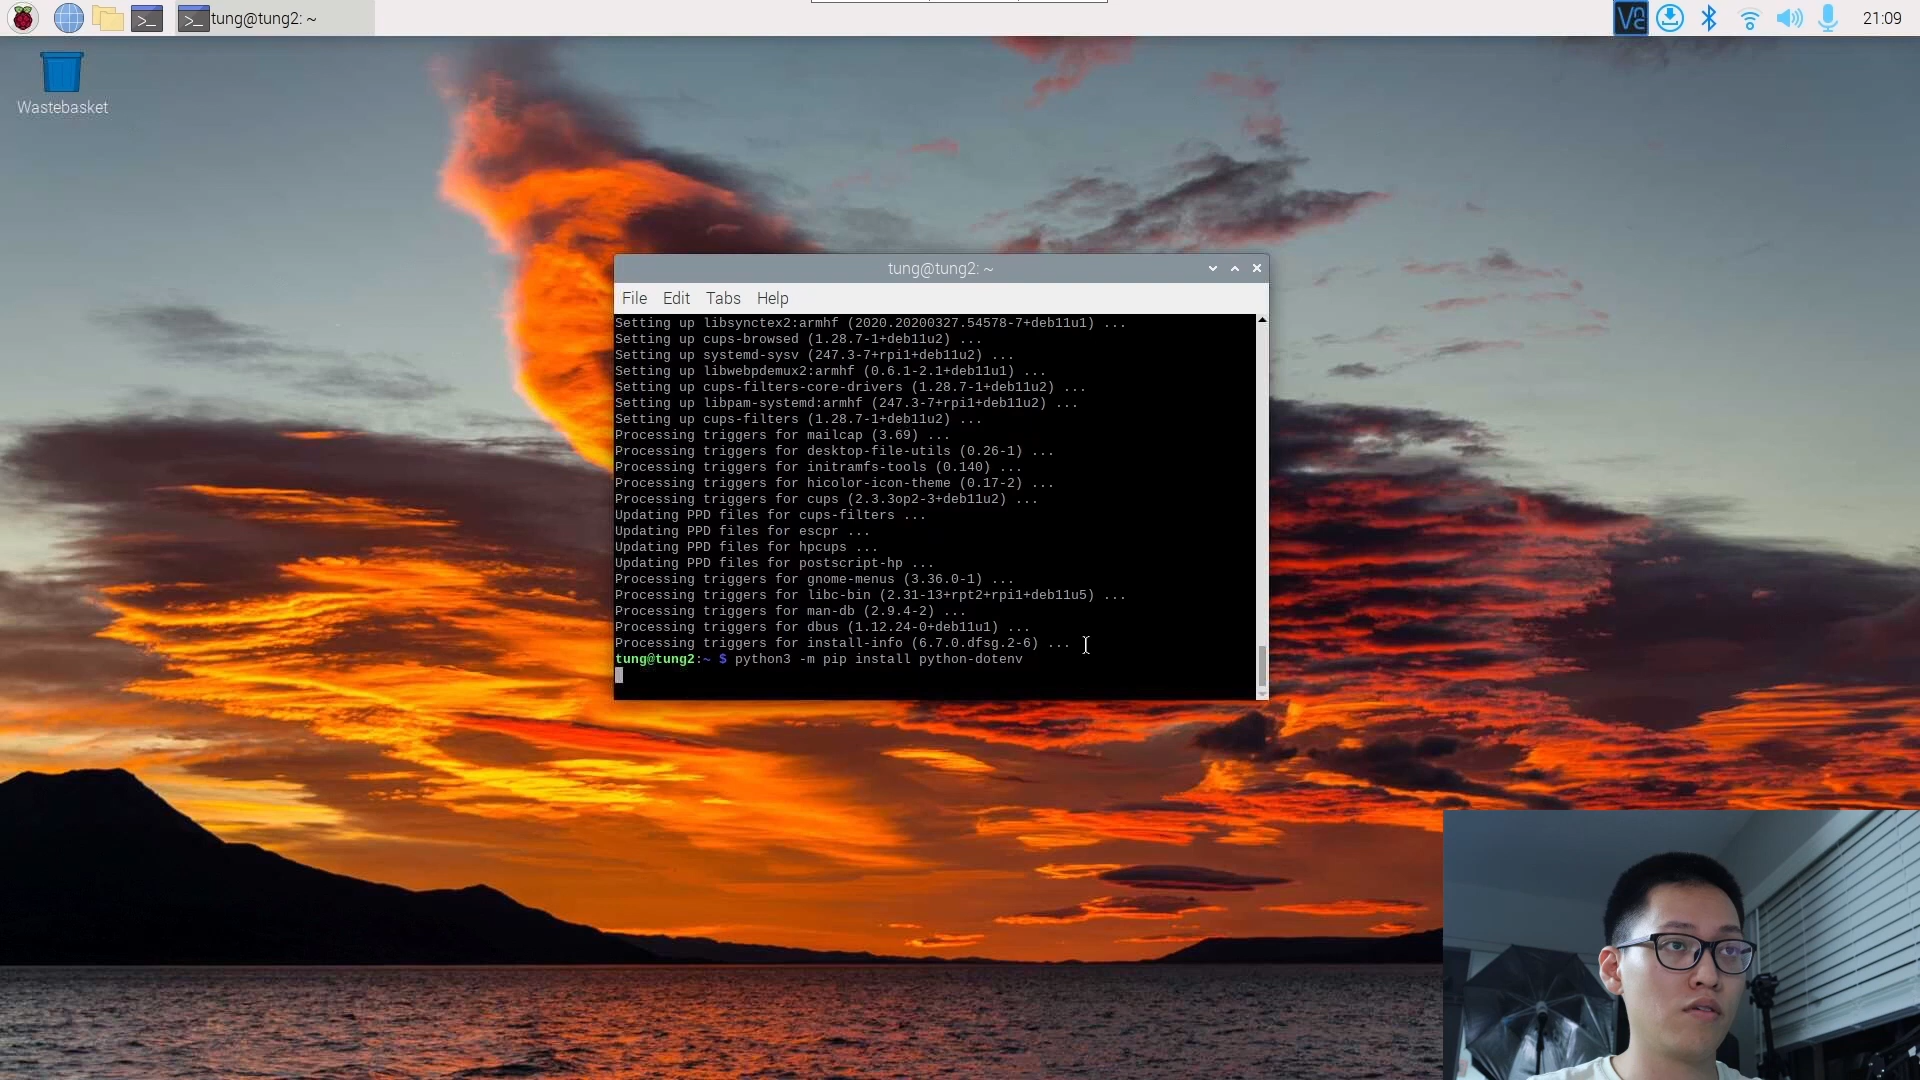 tung@tung2: ~
21:09
Wastebasket
tung@tung2: ~
File Edit Tabs Help
Setting up libsynctex2:armhf (2020.20200327.54578-7+deb11u1) ...
Setting up cups-browsed (1.28.7-1+deb11u2) ...
Setting up systemd-sysv (247.3-7+rpi1+deb11u2) ...
Setting up libwebpdemux2:armhf (0.6.1-2.1+deb11u1) ...
Setting up cups-filters-core-drivers (1.28.7-1+deb11u2) ...
Setting up libpam-systemd:armhf (247.3-7+rpi1+deb11u2) ...
Setting up cups-filters (1.28.7-1+deb11u2) ...
Processing triggers for mailcap (3.69) ...
Processing triggers for desktop-file-utils (0.26-1) ...
Processing triggers for initramfs-tools (0.140) ...
Processing triggers for hicolor-icon-theme (0.17-2) ...
Processing triggers for cups (2.3.3op2-3+deb11u2) ...
Updating PPD files for cups-filters ...
Updating PPD files for escpr ...
Updating PPD files for hpcups ...
Updating PPD files for postscript-hp ...
Processing triggers for gnome-menus (3.36.0-1) ...
Processing triggers for libc-bin (2.31-13+rpt2+rpi1+deb11u5) ...
Processing triggers for man-db (2.9.4-2) ...
Processing triggers for dbus (1.12.24-0+deb11u1) ...
Processing triggers for install-info (6.7.0.dfsg.2-6) ...
tung@tung2:~ $ python3 -m pip install python-dotenv